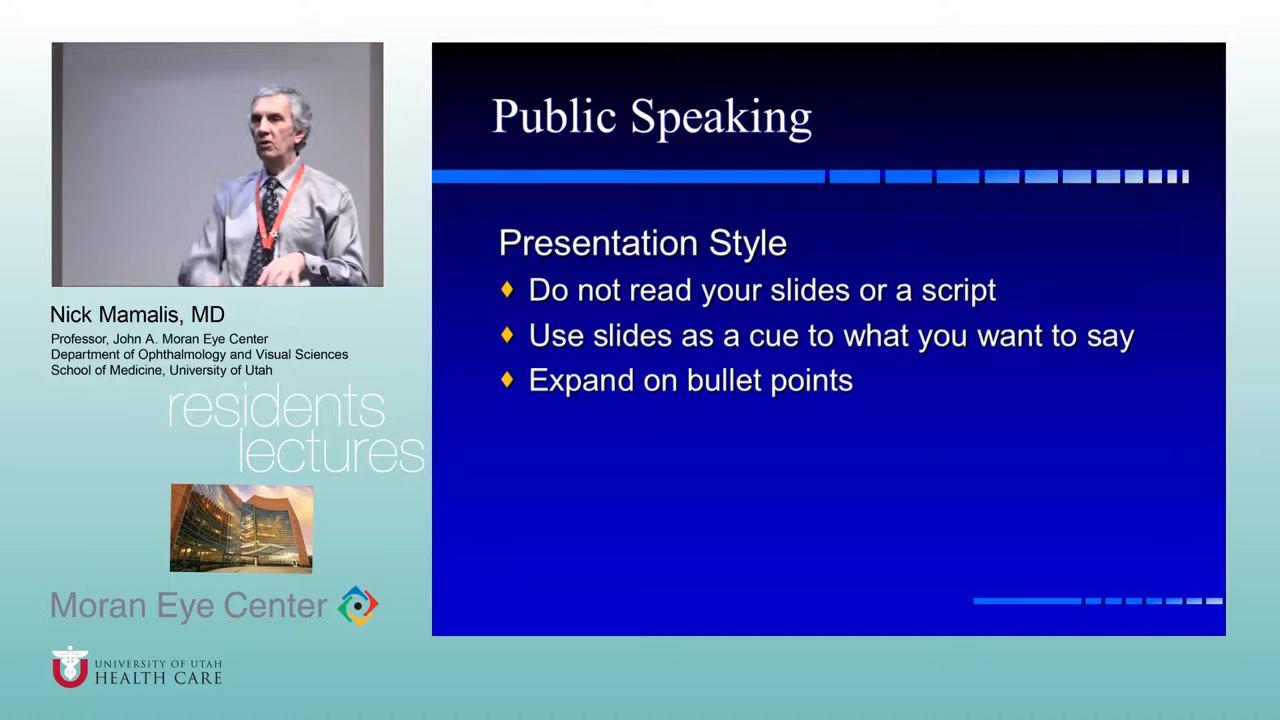 Public Speaking
Presentation Style
Do not read your slides or a script
Use slides as a cue to what you want to say
Expand on bullet points
Nick Mamalis, MD
Professor, John A. Moran Eye Center
Department of Ophthalmology and Visual Sciences
School of Medicine, University of Utah
residents
lectures
Moran Eye Center
UNIVERSITY OF UTAH
HEALTH CARE